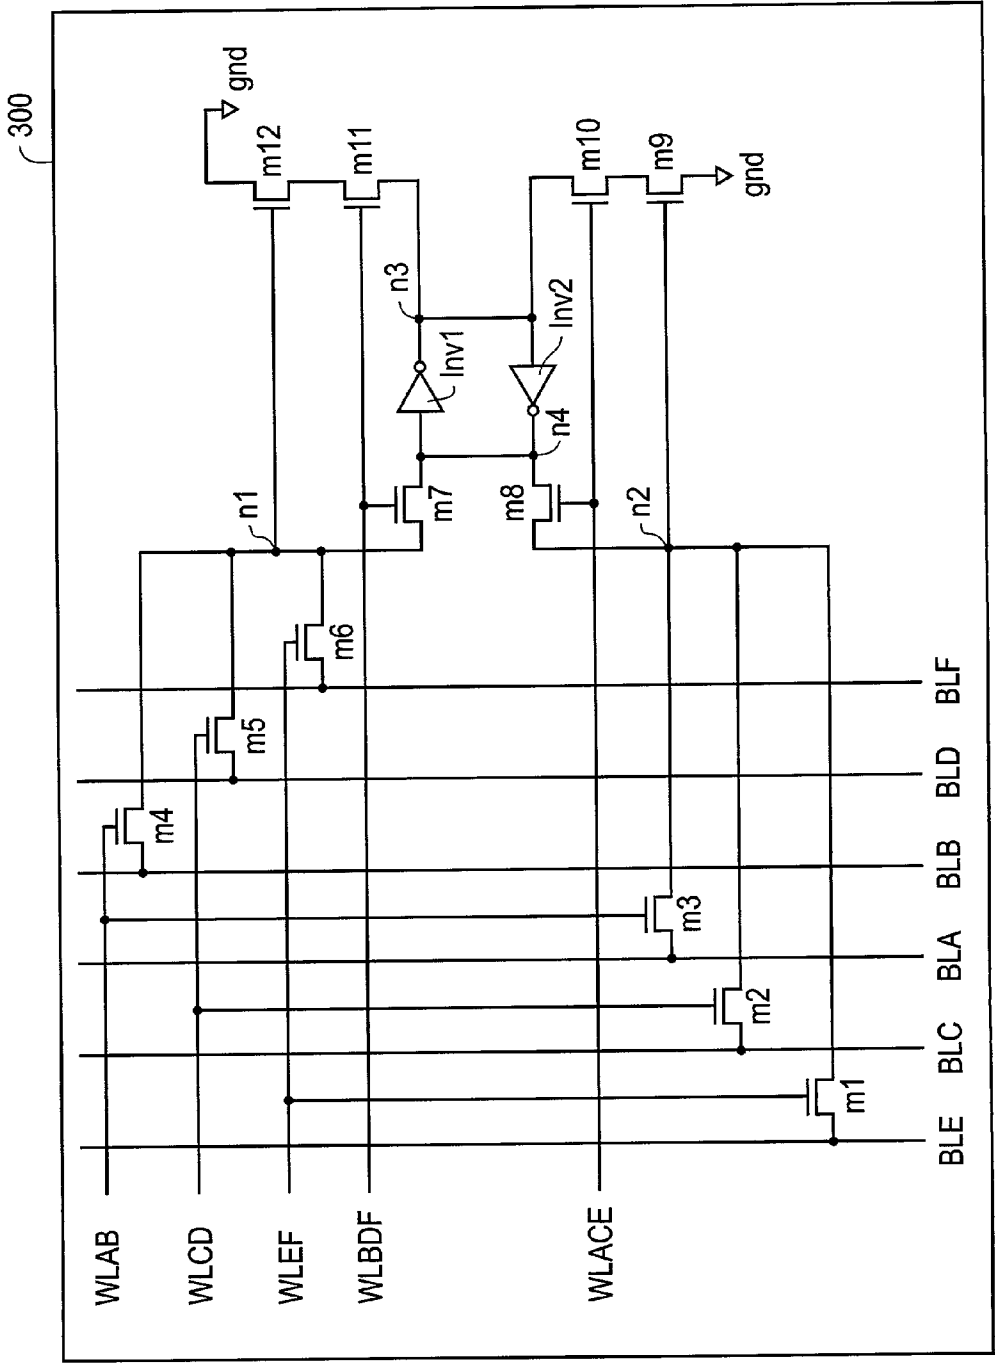 300
gnd
m12
m11
m10
m9
gnd
n3
Inv1
Inv2
n4
n1
m7
m8
n2
m6
m5
m4
m3
m2
m1
BLF
BLD
BLB
BLA
BLC
BLE
WLAB
WLCD
WLEF
WLBDF
WLACE